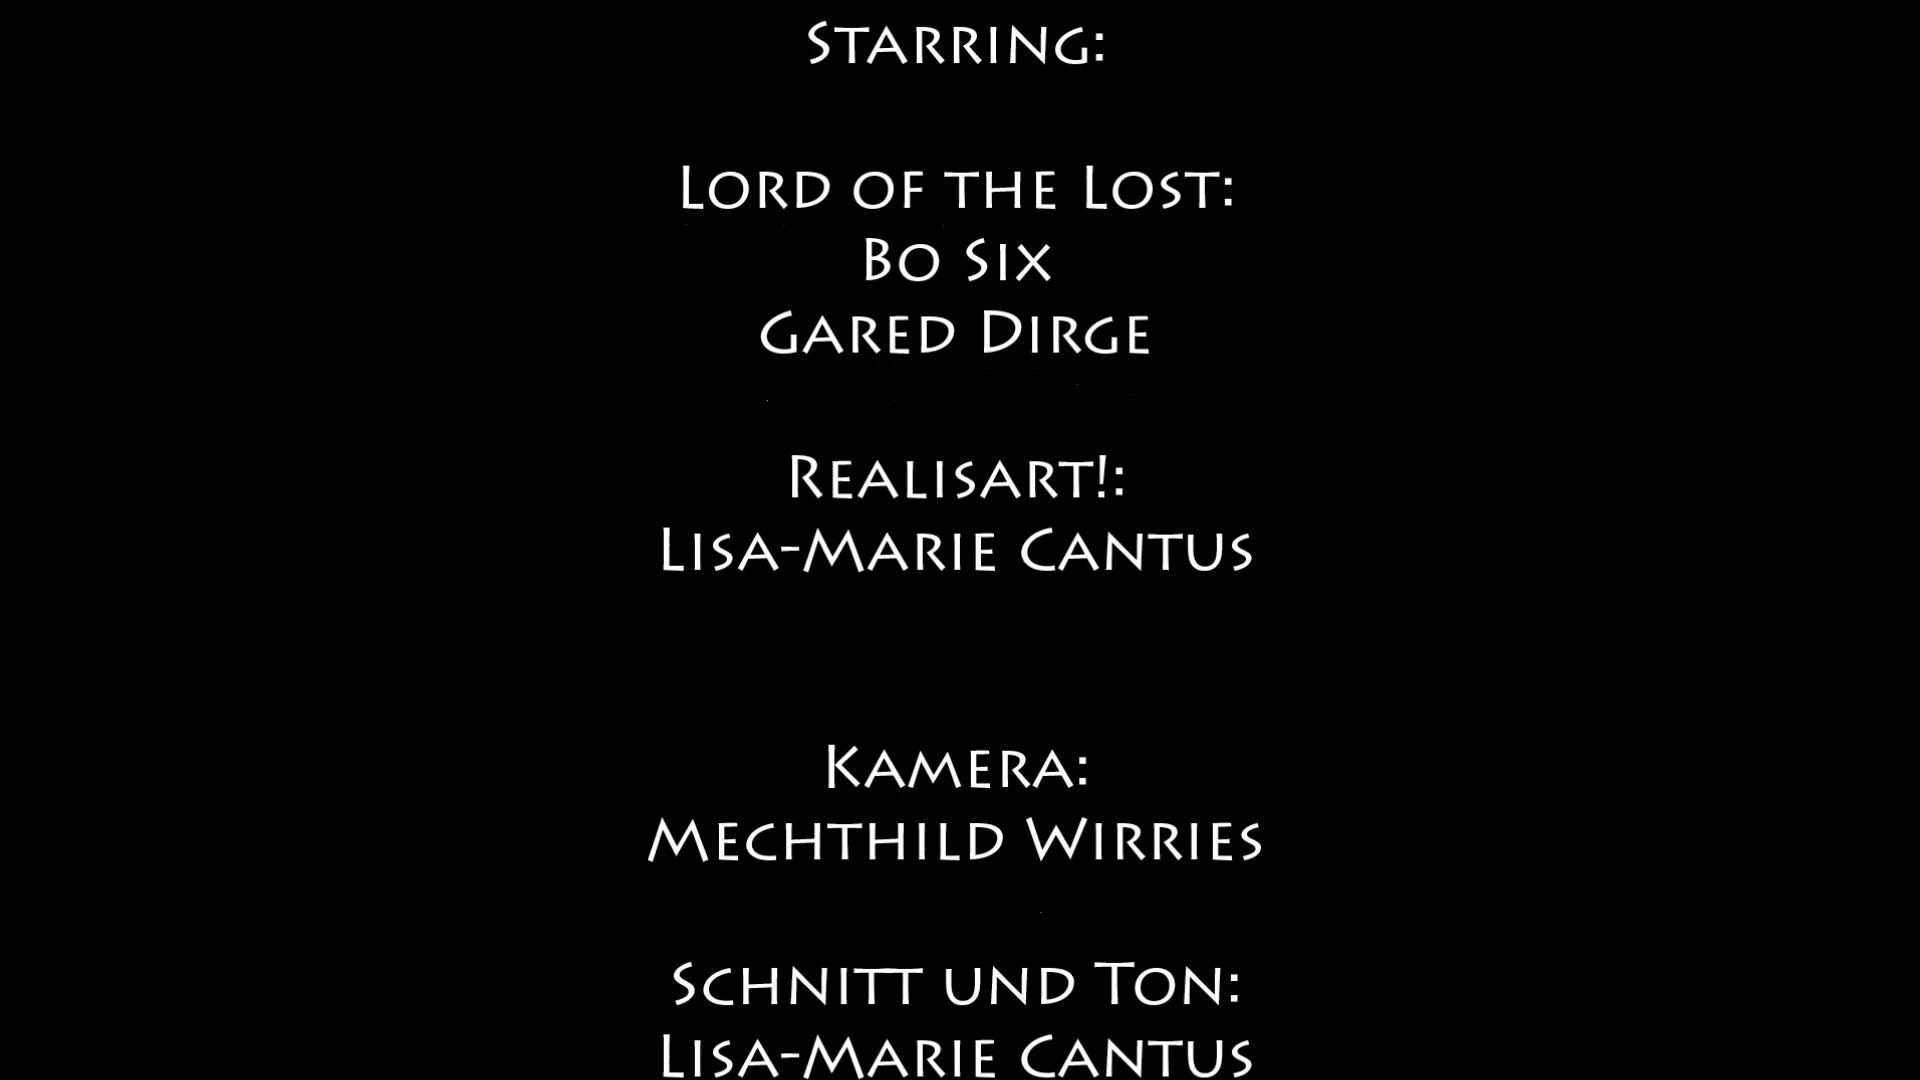 Starring:
Lord of the Lost:
Bo Six
Gared Dirge
Realisart!:
Lisa-Marie Cantus
Kamera:
Mechthild Wirries
Schnitt und Ton:
Lisa-Marie Cantus